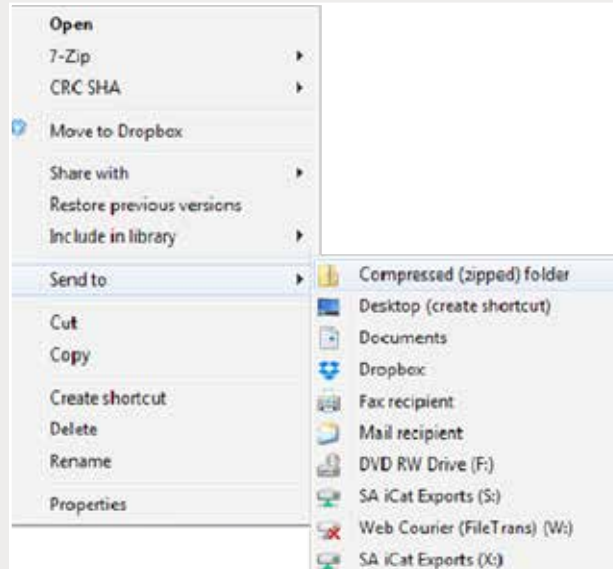 Open
7-Zip
CRC SHA
Move to Dropbox
Share with
Restore previous versions
Include in library
Send to
Cut
Copy
Create shortcut
Delete
Rename
Properties
Compressed (zipped) folder
Desktop (create shortcut)
Documents
Dropbox
Fax recipient
Mail recipient
DVD RW Drive (F:)
SA iCat Exports (S:)
Web Courier (FileTrans) (W:)
SA iCat Exports (X:)